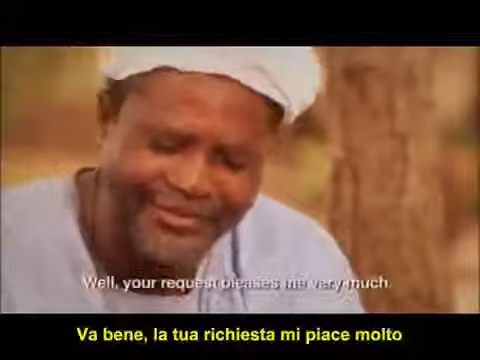 Well, your request pleases me very much.
Va bene, la tua richiesta mi piace molto